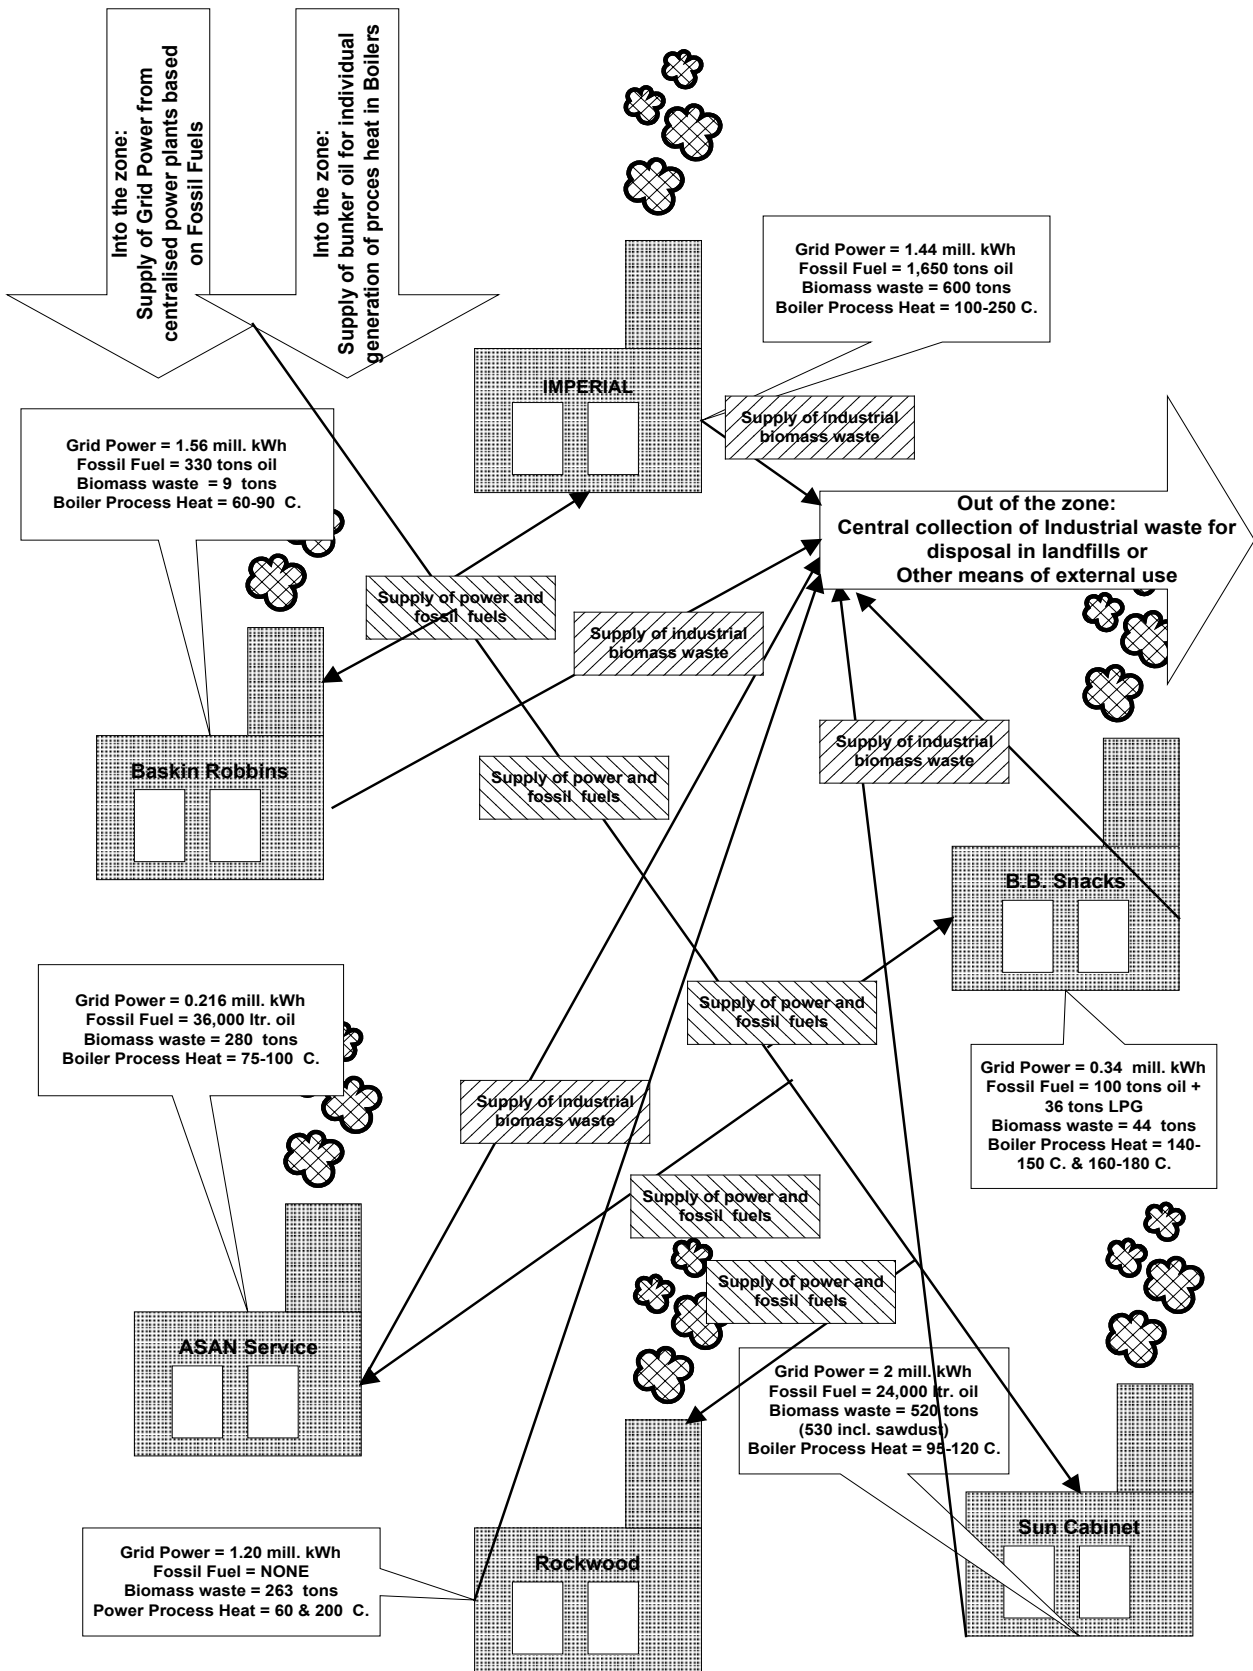 Into the zone:
Supply of Grid Power from
centralised power plants based
on Fossil Fuels
Into the zone:
Supply of bunker oil for individual
generation of proces heat in Boilers
Grid Power = 1.44 mill. kWh
Fossil Fuel = 1,650 tons oil
Biomass waste = 600 tons
Boiler Process Heat = 100-250 C.
IMPERIAL
Supply of industrial
biomass waste
Grid Power = 1.56 mill. kWh
Fossil Fuel = 330 tons oil
Biomass waste = 9 tons
Boiler Process Heat = 60-90 C.
Out of the zone:
Central collection of Industrial waste for
disposal in landfills or
Other means of external use
Supply of power and
fossil fuels
Supply of industrial
biomass waste
Baskin Robbins
Supply of power and
fossil fuels
Supply of industrial
biomass waste
B.B. Snacks
Grid Power = 0.216 mill. kWh
Fossil Fuel = 36,000 ltr. oil
Biomass waste = 280 tons
Boiler Process Heat = 75-100 C.
Supply of power and
fossil fuels
Grid Power = 0.34 mill. kWh
Fossil Fuel = 100 tons oil +
36 tons LPG
Biomass waste = 44 tons
Boiler Process Heat = 140-
150 C. & 160-180 C.
Supply of industrial
biomass waste
Supply of power and
fossil fuels
Supply of power and
fossil fuels
ASAN Service
Grid Power = 2 mill. kWh
Fossil Fuel = 24,000 ltr. oil
Biomass waste = 520 tons
(530 incl. sawdust)
Boiler Process Heat = 95-120 C.
Sun Cabinet
Grid Power = 1.20 mill. kWh
Fossil Fuel = NONE
Biomass waste = 263 tons
Power Process Heat = 60 & 200 C.
Rockwood